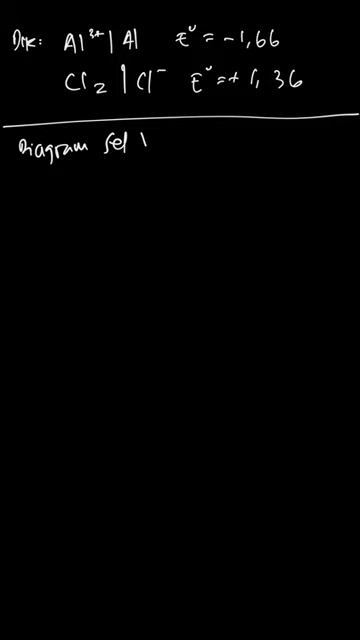 Dik: Al³⁺ | Al E° = -1,66
Cl₂ | Cl⁻ E° = + 1,36
Diagram Sel \